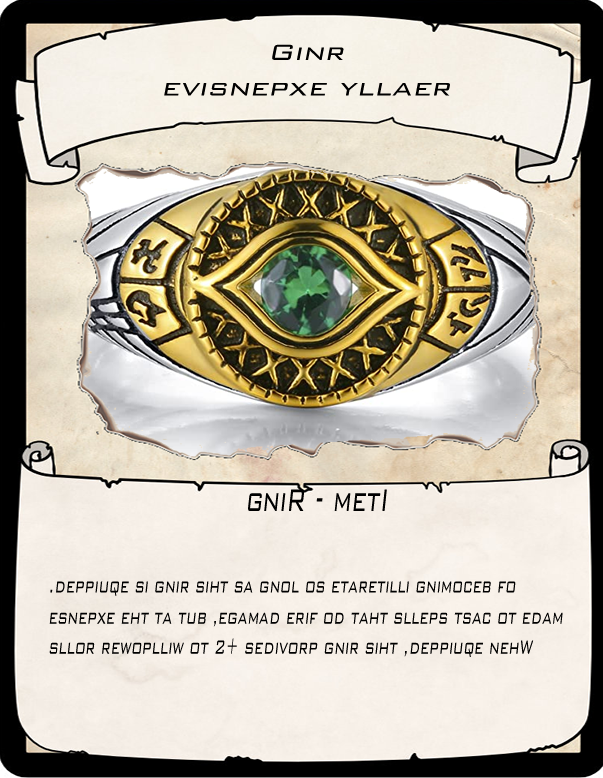 Ginr
evisnepxe yllaer
gniR - metI
.deppiuqe si gnir siht sa gnol os etaretilli gnimoceb fo
esnepxe eht ta tub ,egamad erif od taht slleps tsac ot edam
sllor rewoplliw ot 2+ sedivorp gnir siht ,deppiuqe nehW